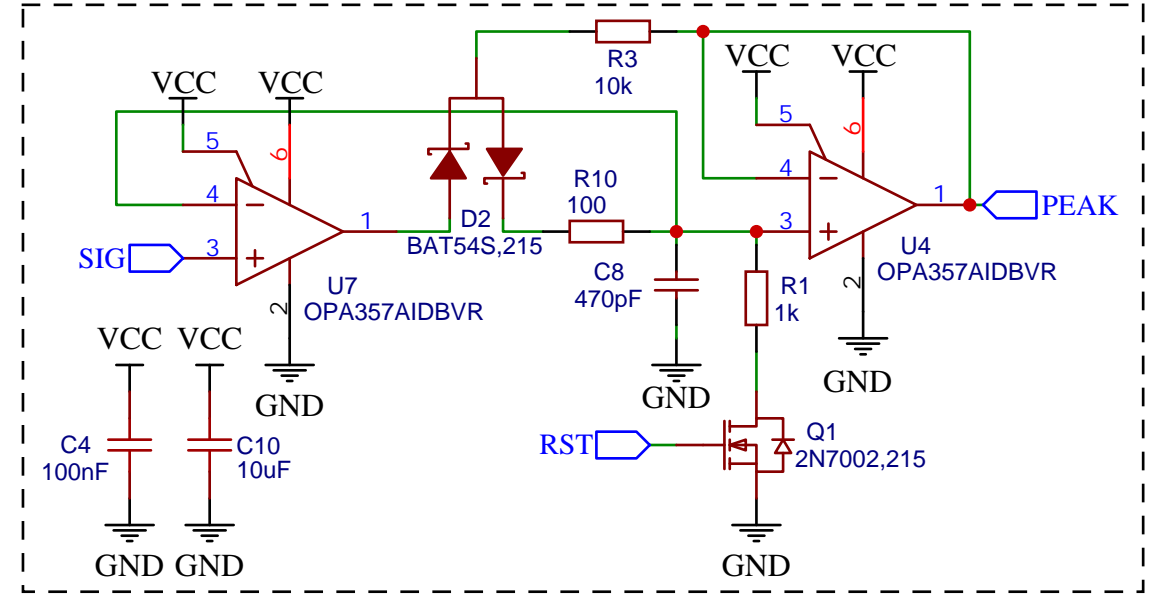 R3
10k
VCC
VCC
VCC
VCC
5
6
4
3
1
2
SIG
U7
OPA357AIDBVR
D2
BAT54S,215
R10
100
C8
470pF
GND
5
6
4
3
1
2
PEAK
U4
OPA357AIDBVR
R1
1k
GND
GND
VCC
VCC
C4
100nF
C10
10uF
GND
GND
RST
Q1
2N7002,215
GND